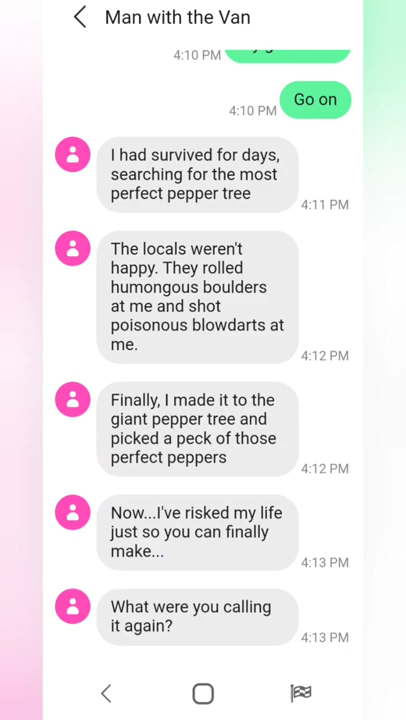 Man with the Van
4:10 PM
Go on
4:10 PM
I had survived for days,
searching for the most
perfect pepper tree
4:11 PM
The locals weren't
happy. They rolled
humongous boulders
at me and shot
poisonous blowdarts at
me.
4:12 PM
Finally, I made it to the
giant pepper tree and
picked a peck of those
perfect peppers
4:12 PM
Now...I've risked my life
just so you can finally
make...
4:13 PM
What were you calling
it again?
4:13 PM